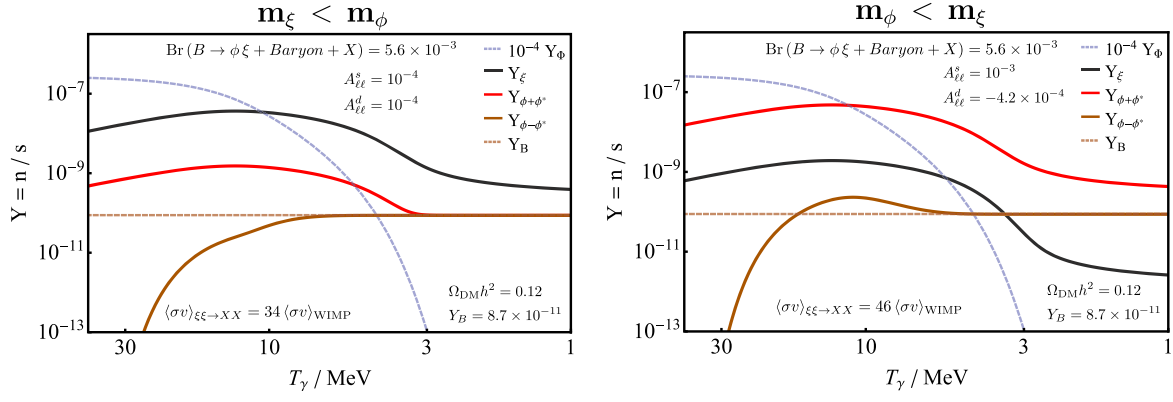 m_ξ < m_ϕ
Br (B → ϕ ξ + Baryon + X) = 5.6 × 10⁻³
A^s_ℓℓ = 10⁻⁴
A^d_ℓℓ = 10⁻⁴
10⁻⁴ Y_Φ
Y_ξ
Y_ϕ+ϕ*
Y_ϕ−ϕ*
Y_B
Y = n / s
10⁻⁷
10⁻⁹
10⁻¹¹
10⁻¹³
⟨σv⟩_ξξ→XX = 34 ⟨σv⟩_WIMP
Ω_DM h² = 0.12
Y_B = 8.7 × 10⁻¹¹
30 10 3 1
T_γ / MeV
m_ϕ < m_ξ
Br (B → ϕ ξ + Baryon + X) = 5.6 × 10⁻³
A^s_ℓℓ = 10⁻³
A^d_ℓℓ = −4.2 × 10⁻⁴
10⁻⁴ Y_Φ
Y_ξ
Y_ϕ+ϕ*
Y_ϕ−ϕ*
Y_B
Y = n / s
10⁻⁷
10⁻⁹
10⁻¹¹
10⁻¹³
⟨σv⟩_ξξ→XX = 46 ⟨σv⟩_WIMP
Ω_DM h² = 0.12
Y_B = 8.7 × 10⁻¹¹
30 10 3 1
T_γ / MeV